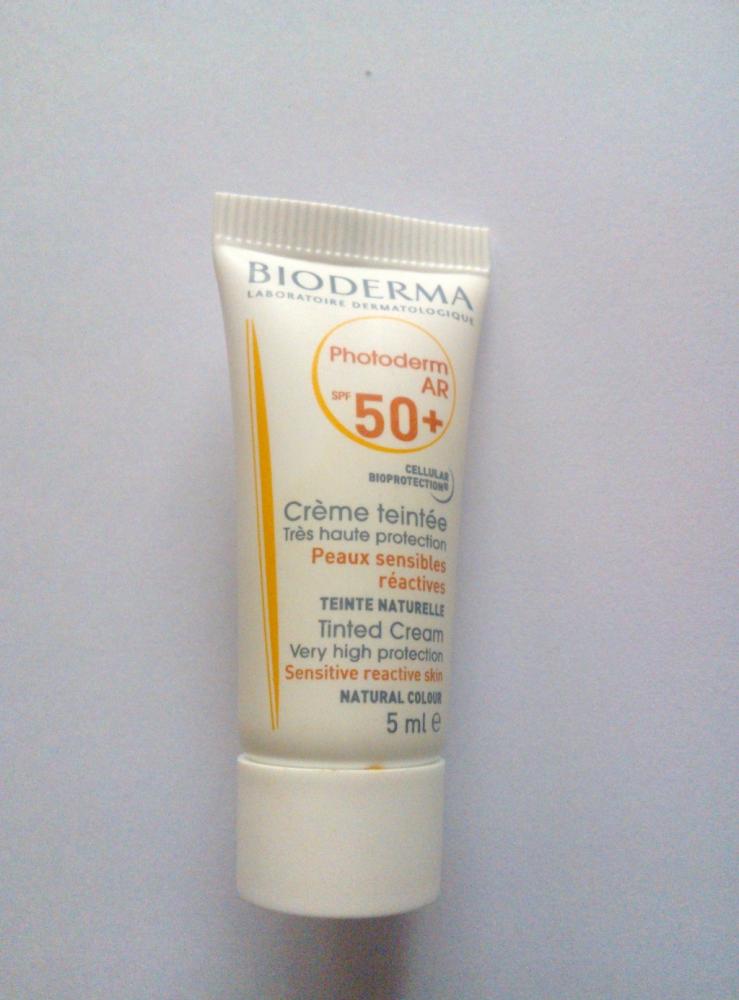 BIODERMA
LABORATOIRE DERMATOLOGIQUE
Photoderm
AR
SPF 50+
CELLULAR
BIOPROTECTION®
Crème teintée
Très haute protection
Peaux sensibles
réactives
TEINTE NATURELLE
Tinted Cream
Very high protection
Sensitive reactive skin
NATURAL COLOUR
5 ml e